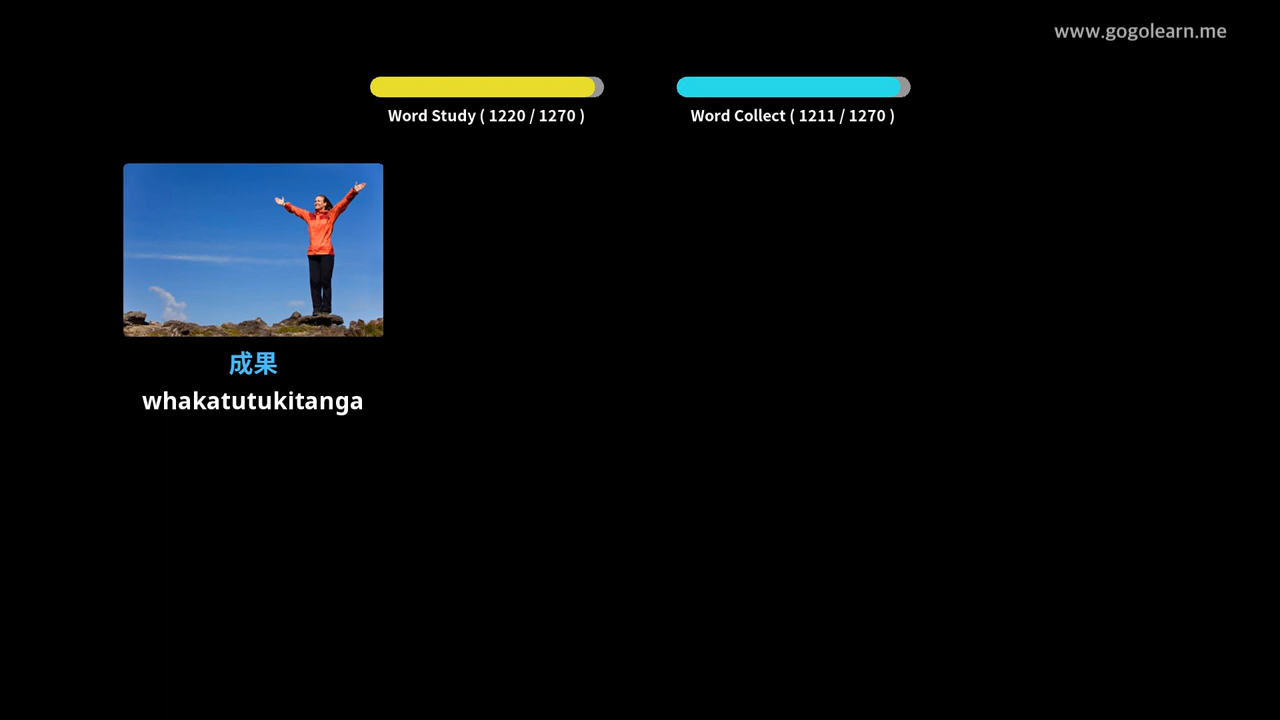 www.gogolearn.me
Word Study ( 1220 / 1270 )
Word Collect ( 1211 / 1270 )
成果
whakatutukitanga